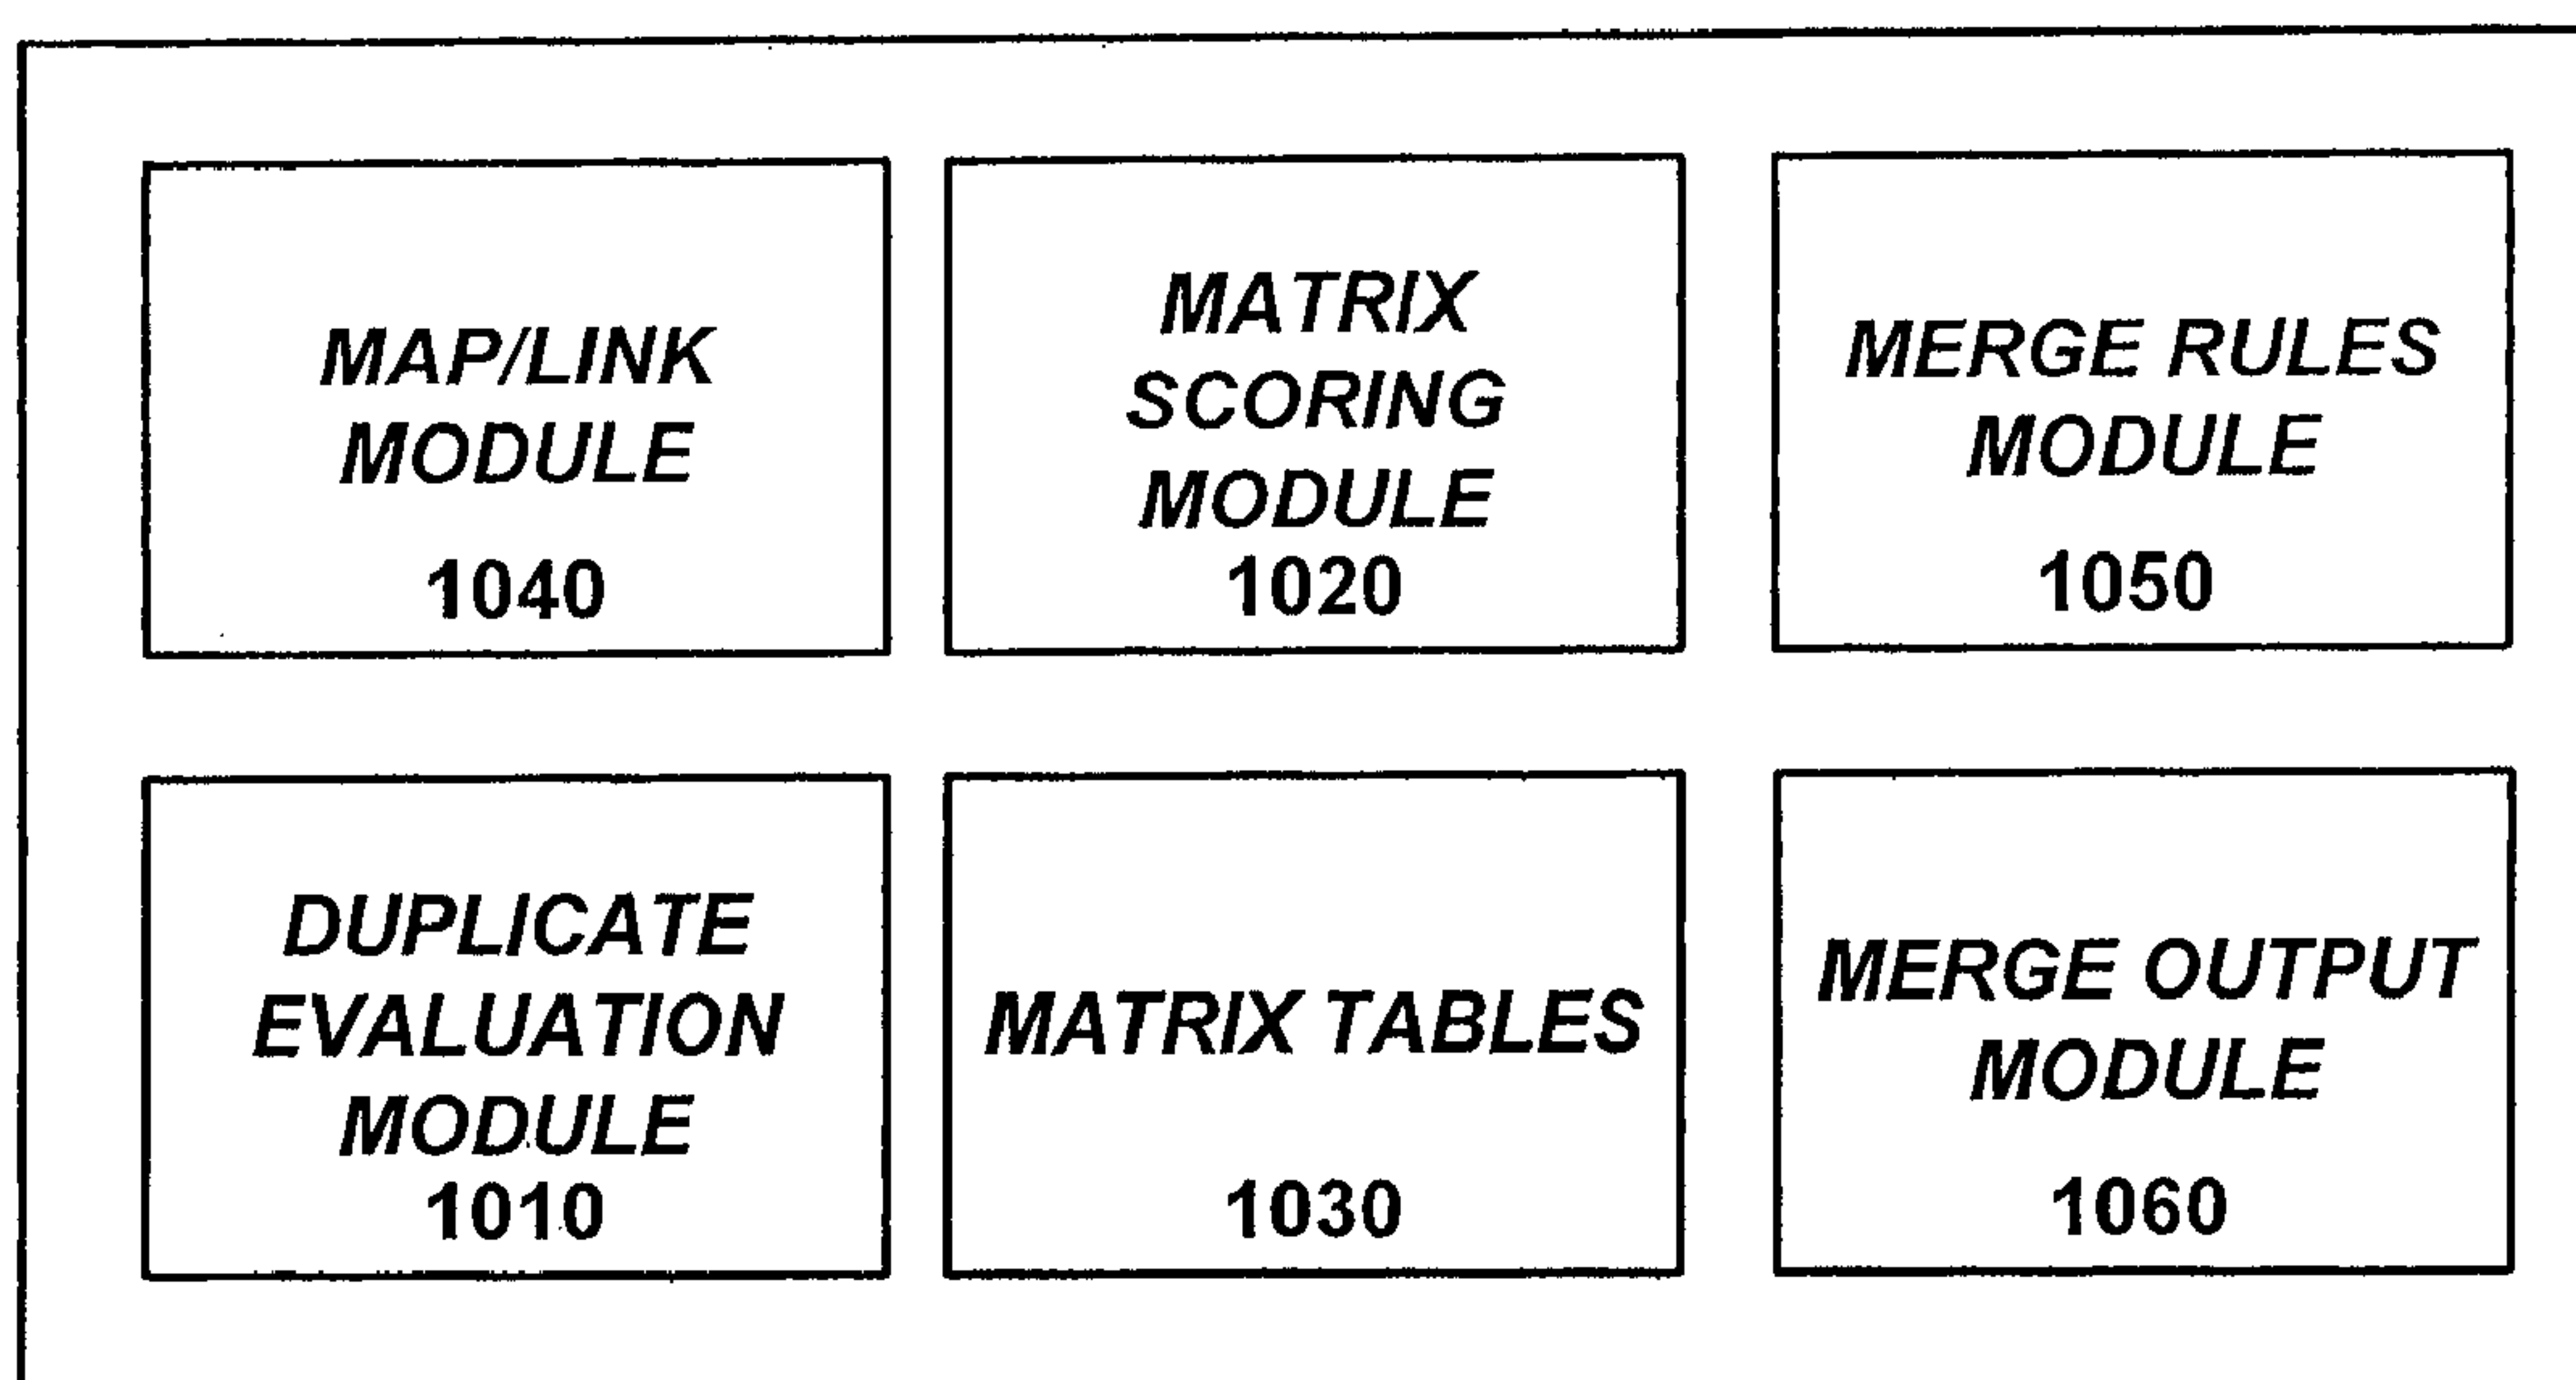 MAP/LINK
MODULE
1040
MATRIX
SCORING
MODULE
1020
MERGE RULES
MODULE
1050
DUPLICATE
EVALUATION
MODULE
1010
MATRIX TABLES
1030
MERGE OUTPUT
MODULE
1060